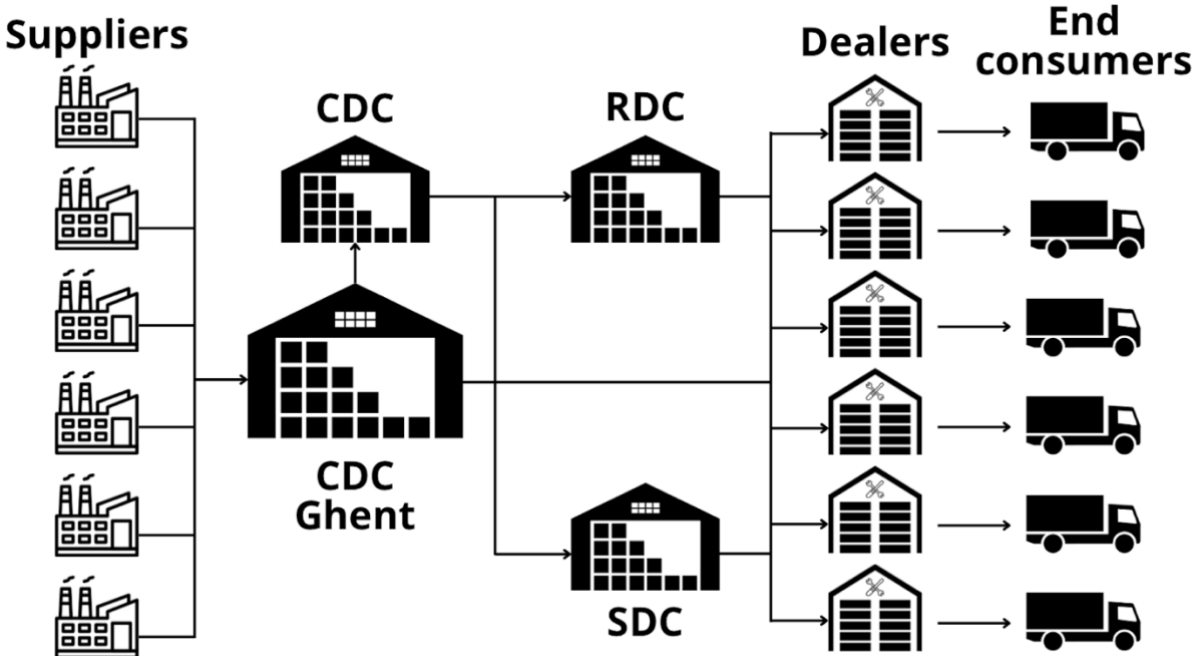 Suppliers
CDC
RDC
Dealers
End
consumers
CDC
Ghent
SDC